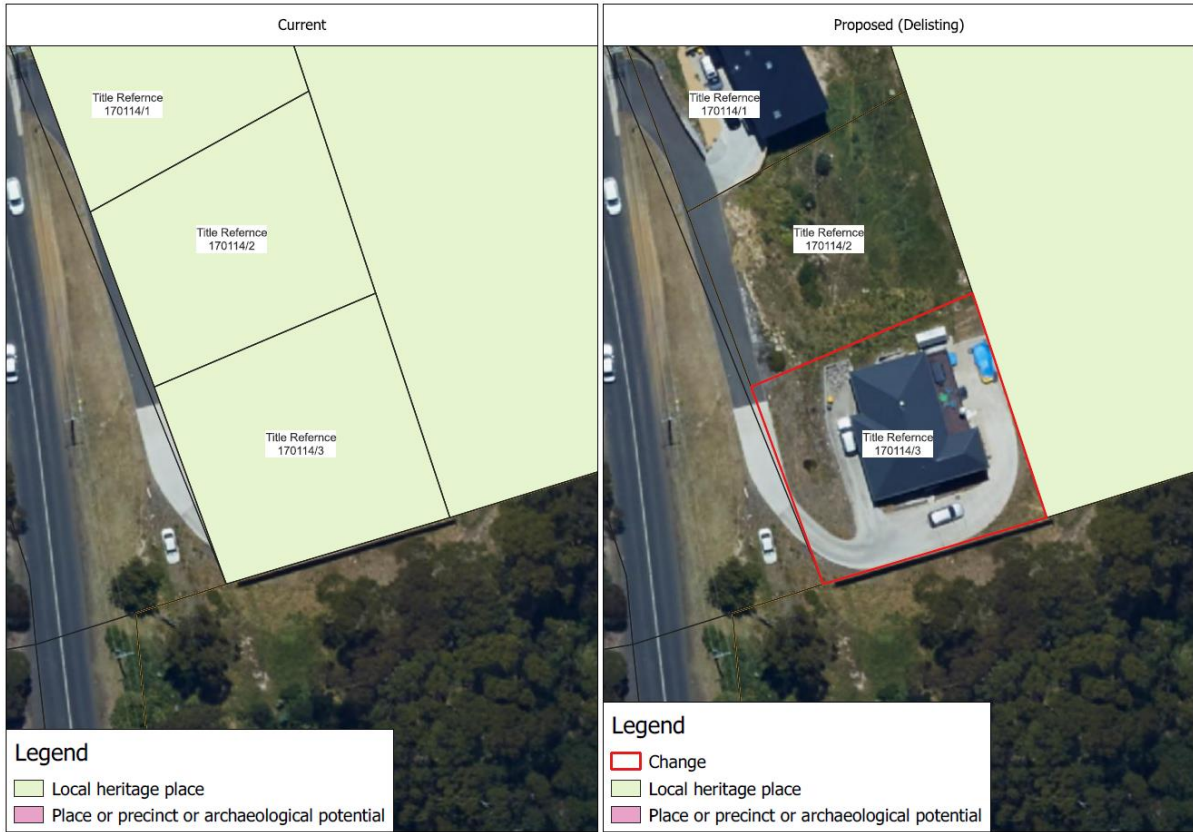 Current
Title Refernce
170114/1
Title Refernce
170114/2
Title Refernce
170114/3
Legend
Local heritage place
Place or precinct or archaeological potential
Proposed (Delisting)
Title Refernce
170114/1
Title Refernce
170114/2
Title Refernce
170114/3
Legend
Change
Local heritage place
Place or precinct or archaeological potential